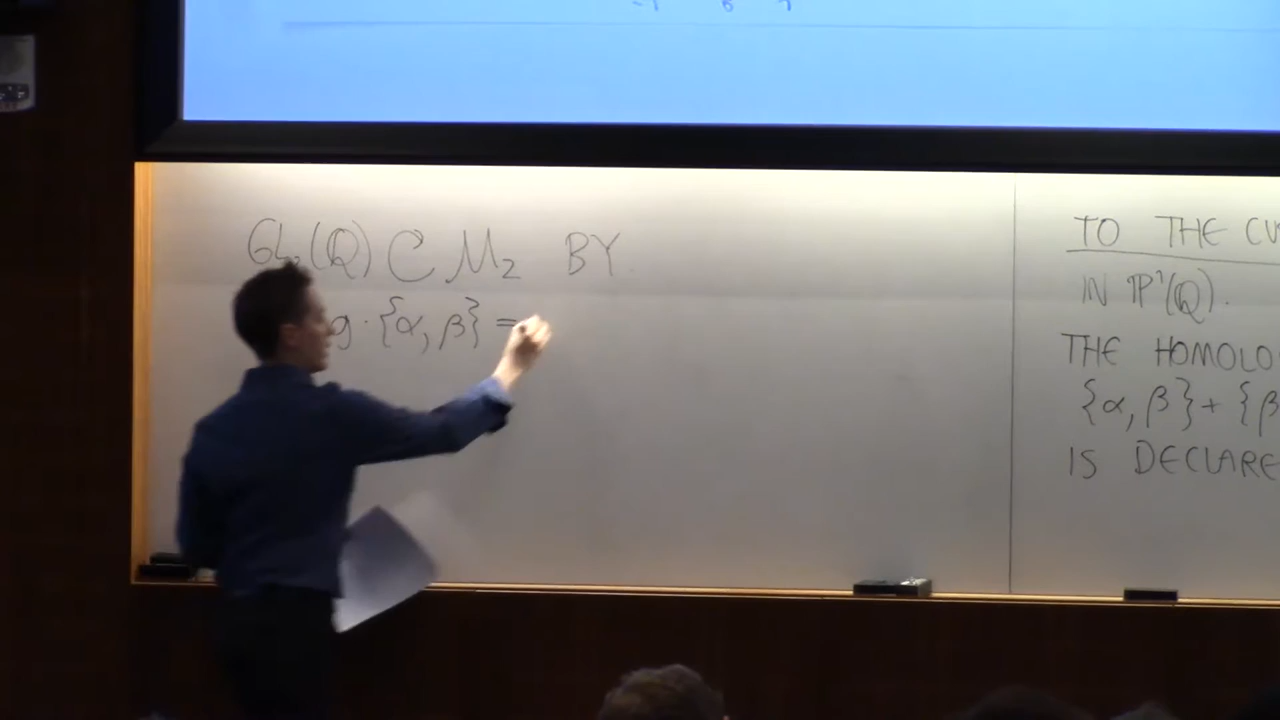 GL₂(ℚ) C M₂ BY
g · {α, β} =
TO THE CU
IN ℙ¹(ℚ).
THE HOMOLO
{α, β} + {β
IS DECLARE